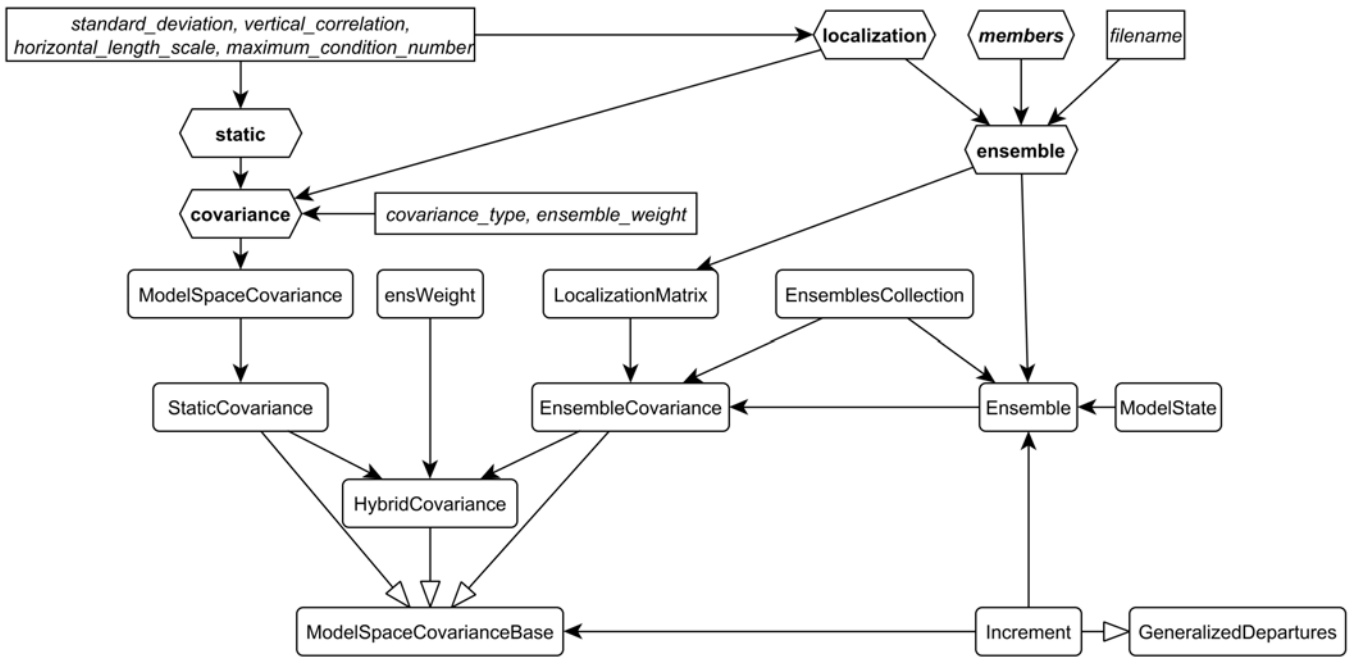 standard_deviation, vertical_correlation,
horizontal_length_scale, maximum_condition_number
localization
members
filename
static
ensemble
covariance
covariance_type, ensemble_weight
ModelSpaceCovariance
ensWeight
LocalizationMatrix
EnsemblesCollection
StaticCovariance
EnsembleCovariance
Ensemble
ModelState
HybridCovariance
ModelSpaceCovarianceBase
Increment
GeneralizedDepartures